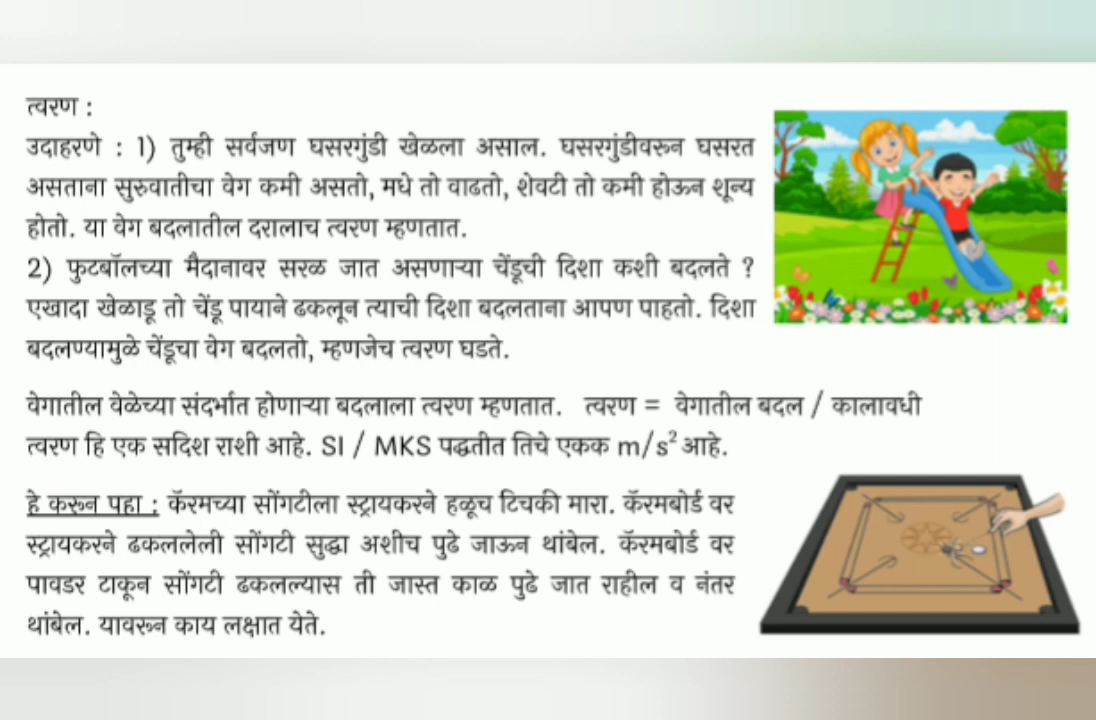 त्वरण :
उदाहरणे : 1) तुम्ही सर्वजण घसरगुंडी खेळला असाल. घसरगुंडीवरून घसरत
असताना सुरुवातीचा वेग कमी असतो, मधे तो वाढतो, शेवटी तो कमी होऊन शून्य
होतो. या वेग बदलातील दरालाच त्वरण म्हणतात.
2) फुटबॉलच्या मैदानावर सरळ जात असणाऱ्या चेंडूची दिशा कशी बदलते ?
एखादा खेळाडू तो चेंडू पायाने ढकलून त्याची दिशा बदलताना आपण पाहतो. दिशा
बदलण्यामुळे चेंडूचा वेग बदलतो, म्हणजेच त्वरण घडते.
वेगातील वेळेच्या संदर्भात होणाऱ्या बदलाला त्वरण म्हणतात. त्वरण = वेगातील बदल / कालावधी
त्वरण हि एक सदिश राशी आहे. SI / MKS पद्धतीत तिचे एकक m/s² आहे.
हे करून पहा : कॅरमच्या सोंगटीला स्ट्रायकरने हळूच टिचकी मारा. कॅरमबोर्ड वर
स्ट्रायकरने ढकललेली सोंगटी सुद्धा अशीच पुढे जाऊन थांबेल. कॅरमबोर्ड वर
पावडर टाकून सोंगटी ढकलल्यास ती जास्त काळ पुढे जात राहील व नंतर
थांबेल. यावरून काय लक्षात येते.